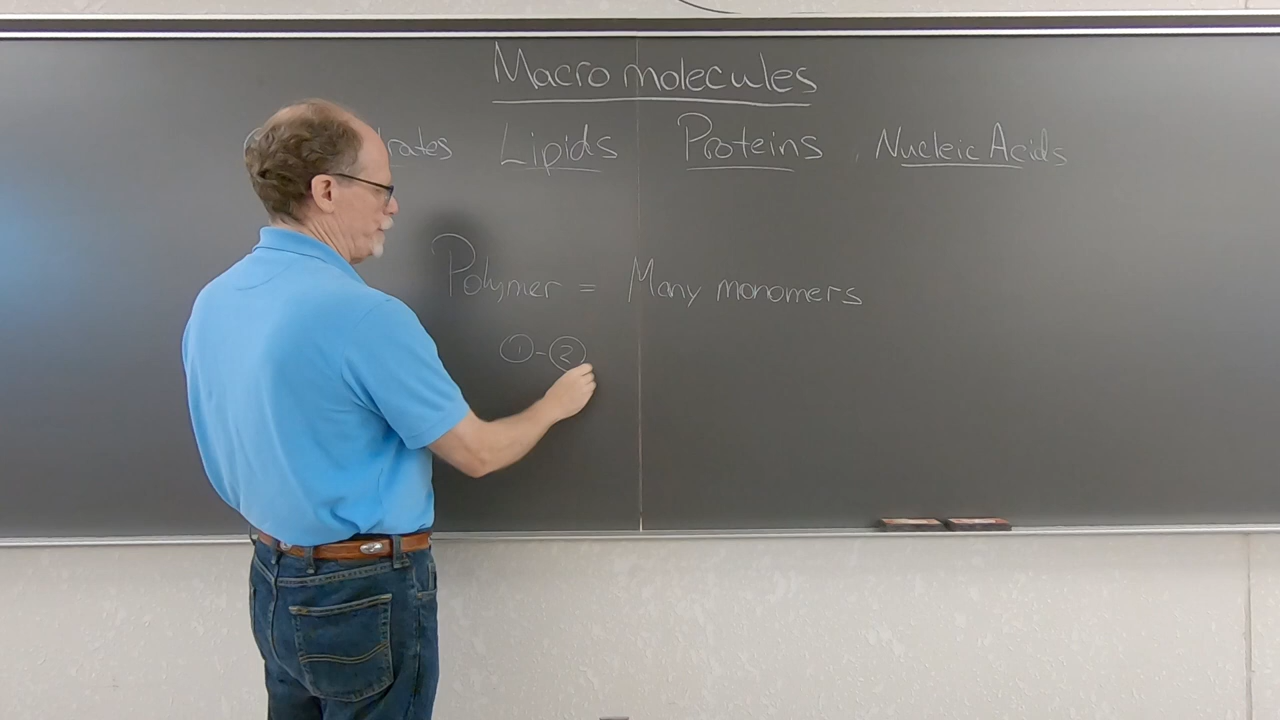 Macromolecules
rates Lipids Proteins Nucleic Acids
Polymer = Many monomers
1 - 2